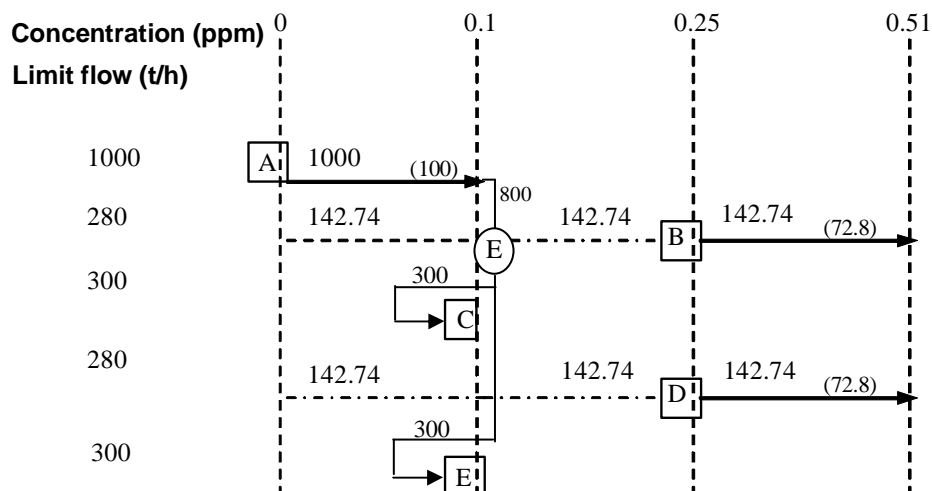 0 0.1 0.25 0.51
Concentration (ppm)
Limit flow (t/h)
1000 A 1000 (100)
800
280 142.74 142.74 B 142.74 (72.8)
E
300 300
C
280 142.74 142.74 D 142.74 (72.8)
300 300
E